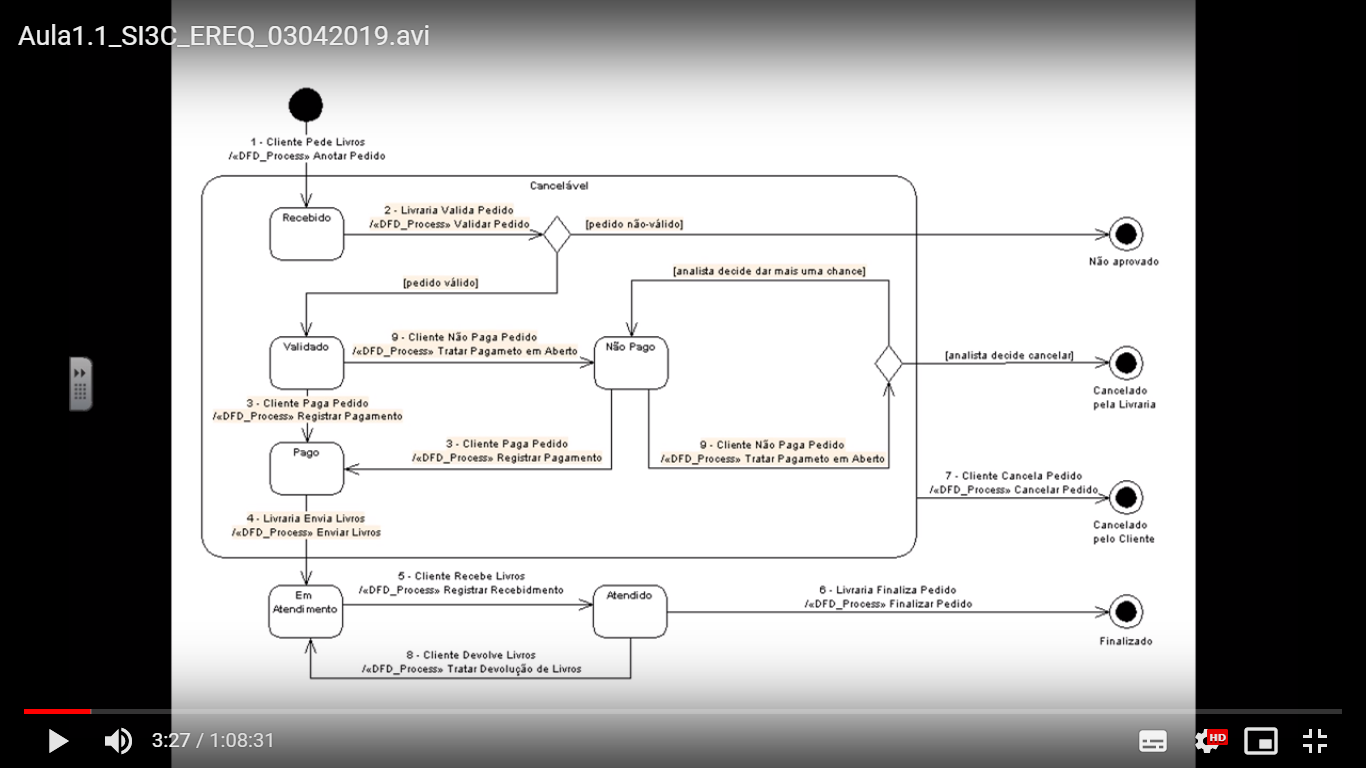 Aula1.1_SI3C_EREQ_03042019.avi
1 - Cliente Pede Livros
/«DFD_Process» Anotar Pedido
Cancelável
Recebido
2 - Livraria Valida Pedido
/«DFD_Process» Validar Pedido
[pedido não-válido]
Não aprovado
[pedido válido]
[analista decide dar mais uma chance]
Validado
9 - Cliente Não Paga Pedido
/«DFD_Process» Tratar Pagameto em Aberto
Não Pago
[analista decide cancelar]
Cancelado
pela Livraria
3 - Cliente Paga Pedido
/«DFD_Process» Registrar Pagamento
Pago
3 - Cliente Paga Pedido
/«DFD_Process» Registrar Pagamento
9 - Cliente Não Paga Pedido
/«DFD_Process» Tratar Pagameto em Aberto
7 - Cliente Cancela Pedido
/«DFD_Process» Cancelar Pedido
Cancelado
pelo Cliente
4 - Livraria Envia Livros
/«DFD_Process» Enviar Livros
Em
Atendimento
5 - Cliente Recebe Livros
/«DFD_Process» Registrar Recebidmento
Atendido
6 - Livraria Finaliza Pedido
/«DFD_Process» Finalizar Pedido
Finalizado
8 - Cliente Devolve Livros
/«DFD_Process» Tratar Devolução de Livros
3:27 / 1:08:31
HD